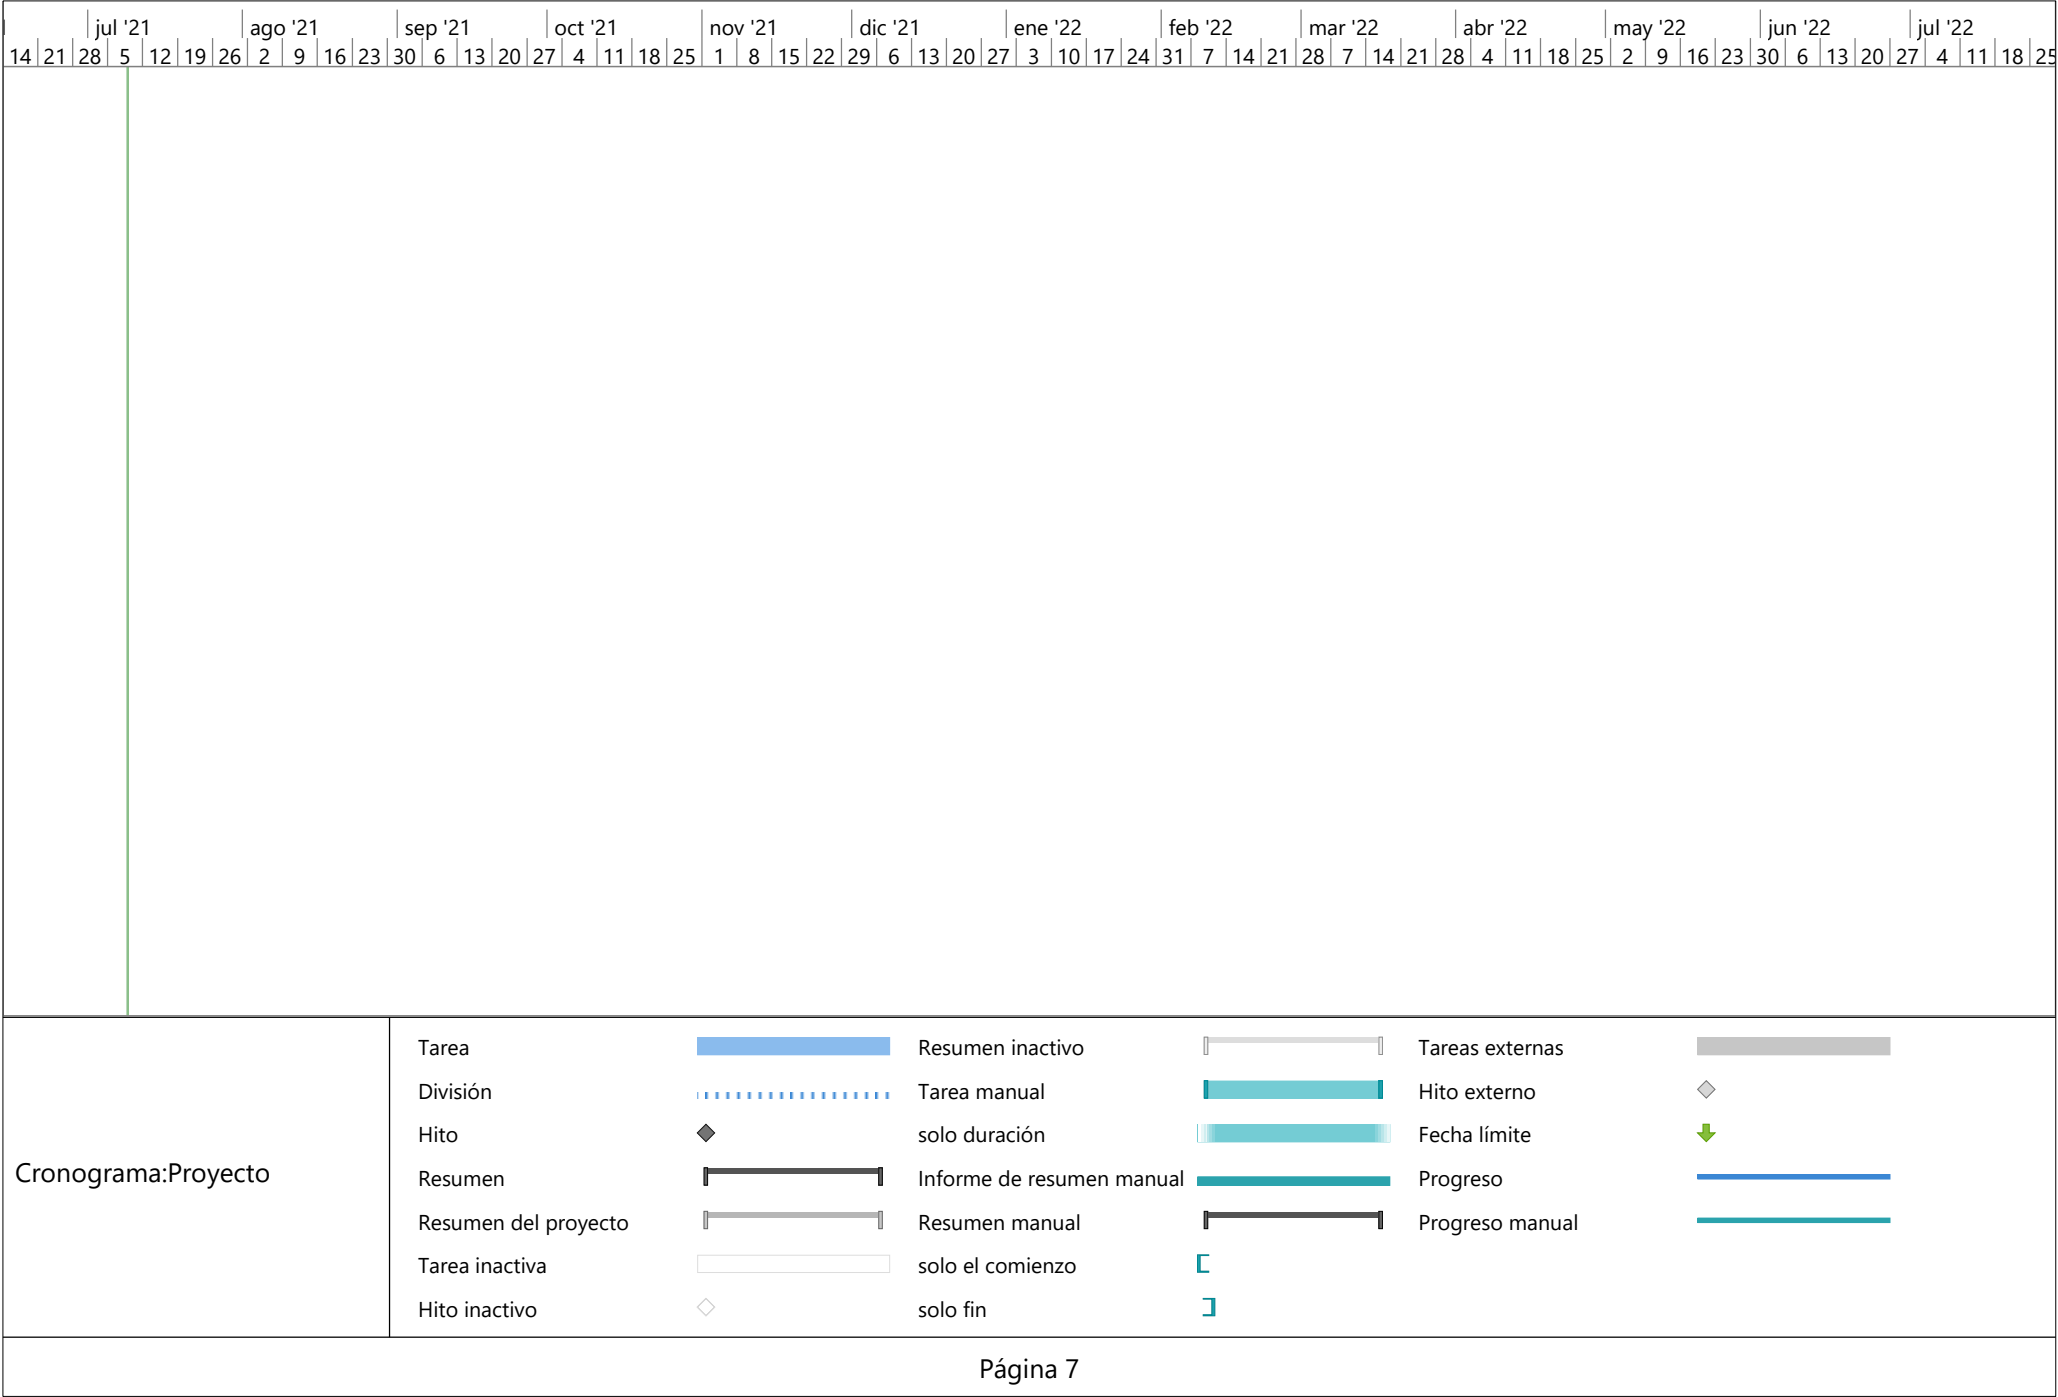 jul '21 ago '21 sep '21 oct '21 nov '21 dic '21 ene '22 feb '22 mar '22 abr '22 may '22 jun '22 jul '22
14 21 28 5 12 19 26 2 9 16 23 30 6 13 20 27 4 11 18 25 1 8 15 22 29 6 13 20 27 3 10 17 24 31 7 14 21 28 7 14 21 28 4 11 18 25 2 9 16 23 30 6 13 20 27 4 11 18 25
Cronograma:Proyecto
Tarea
División
Hito
Resumen
Resumen del proyecto
Tarea inactiva
Hito inactivo
Resumen inactivo
Tarea manual
solo duración
Informe de resumen manual
Resumen manual
solo el comienzo
solo fin
Tareas externas
Hito externo
Fecha límite
Progreso
Progreso manual
Página 7